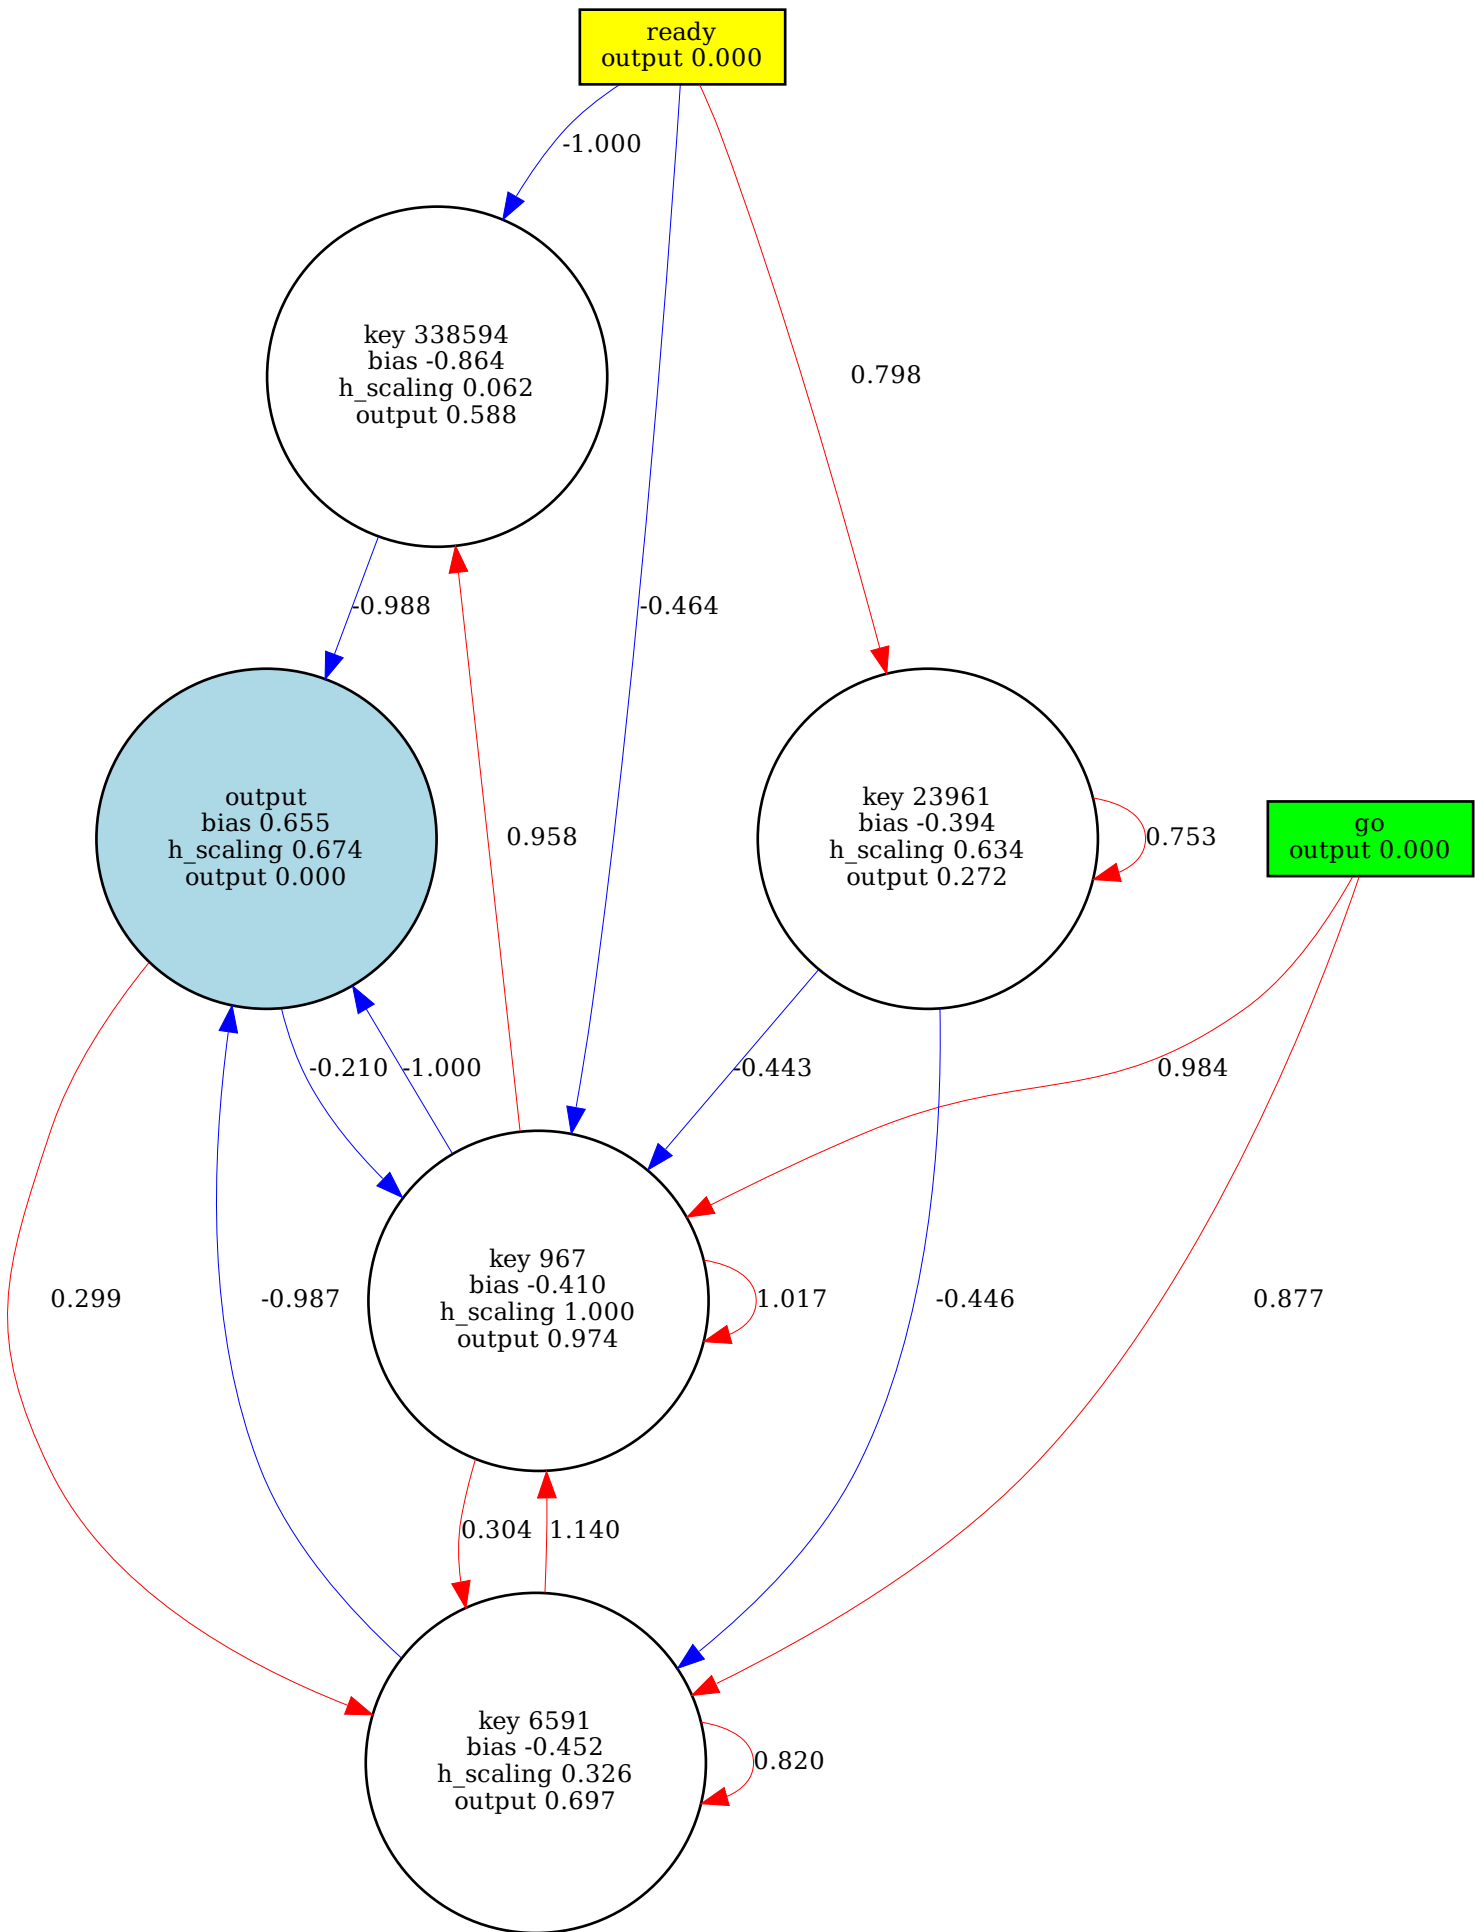 ready
output 0.000
-1.000
key 338594
bias -0.864
h_scaling 0.062
output 0.588
0.798
-0.988
-0.464
output
bias 0.655
h_scaling 0.674
output 0.000
0.958
key 23961
bias -0.394
h_scaling 0.634
output 0.272
0.753
go
output 0.000
-0.210
-1.000
-0.443
0.984
key 967
bias -0.410
h_scaling 1.000
output 0.974
0.299
-0.987
1.017
-0.446
0.877
0.304
1.140
key 6591
bias -0.452
h_scaling 0.326
output 0.697
0.820